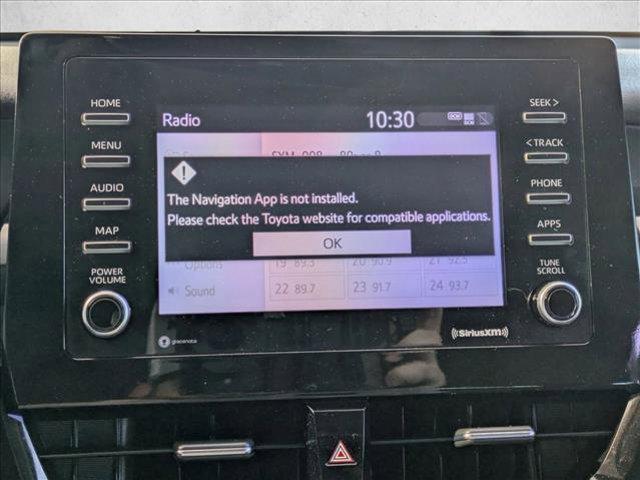 HOME
MENU
AUDIO
MAP
POWER
VOLUME
Radio 10:30
The Navigation App is not installed.
Please check the Toyota website for compatible applications.
OK
Options 19 89.3 20 90.9 21 92.5
Sound 22 89.7 23 91.7 24 93.7
gracenote
((SiriusXM))
SEEK >
< TRACK
PHONE
APPS
TUNE
SCROLL